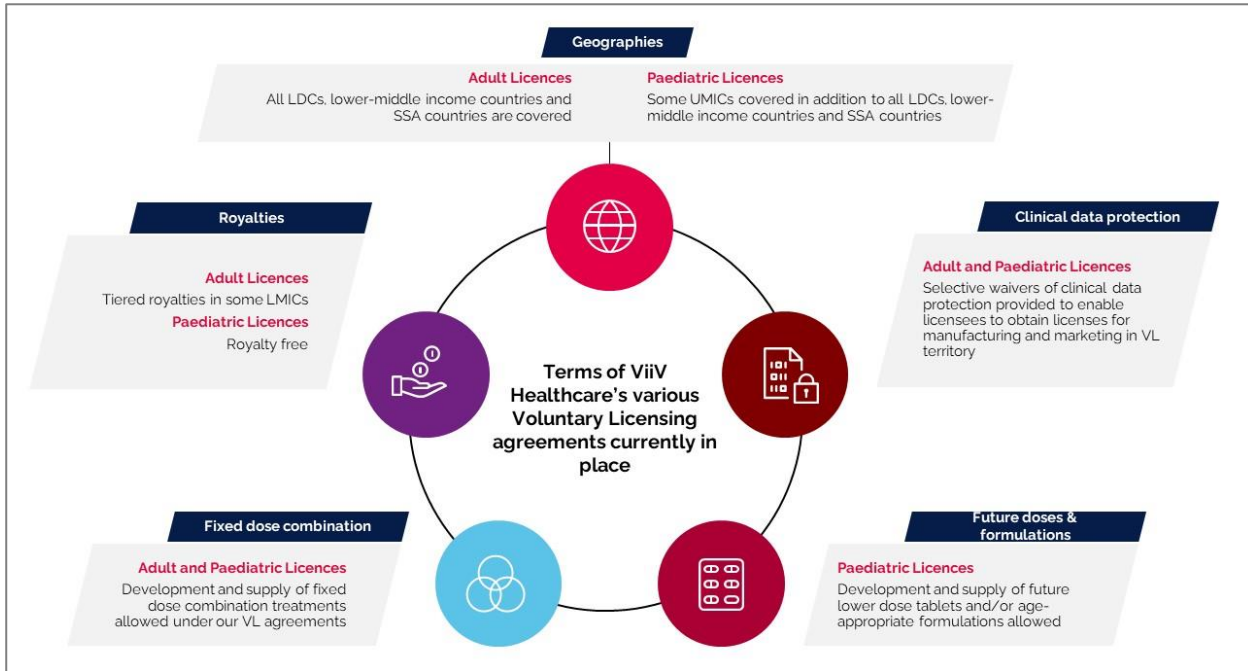 Geographies
Adult Licences
All LDCs, lower-middle income countries and
SSA countries are covered
Paediatric Licences
Some UMICs covered in addition to all LDCs, lower-
middle income countries and SSA countries
Royalties
Adult Licences
Tiered royalties in some LMICs
Paediatric Licences
Royalty free
Clinical data protection
Adult and Paediatric Licences
Selective waivers of clinical data
protection provided to enable
licensees to obtain licenses for
manufacturing and marketing in VL
territory
Terms of ViiV
Healthcare's various
Voluntary Licensing
agreements currently in
place
Fixed dose combination
Adult and Paediatric Licences
Development and supply of fixed
dose combination treatments
allowed under our VL agreements
Future doses &
formulations
Paediatric Licences
Development and supply of future
lower dose tablets and/or age-
appropriate formulations allowed